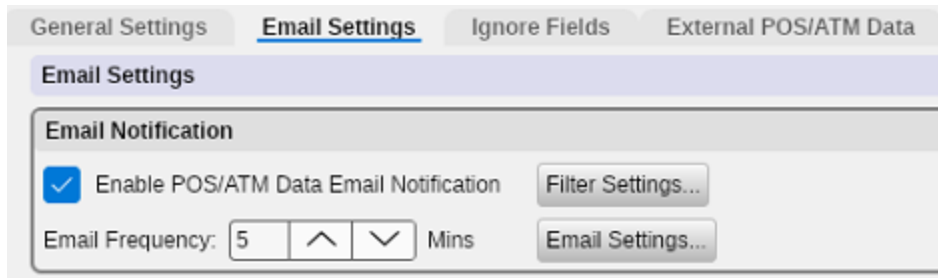 General Settings Email Settings Ignore Fields External POS/ATM Data
Email Settings
Email Notification
Enable POS/ATM Data Email Notification Filter Settings...
Email Frequency: 5 Mins Email Settings...